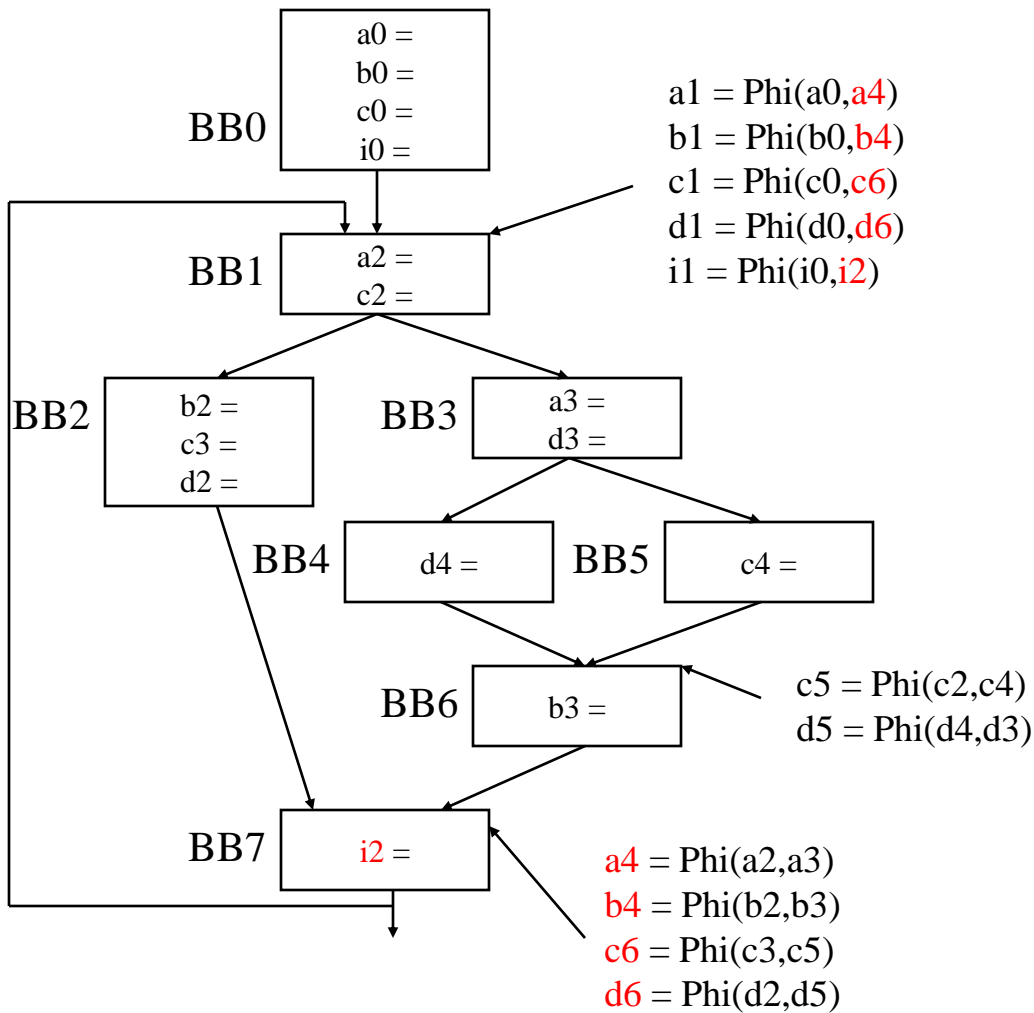 a0 =
b0 =
c0 =
i0 =
BB0
a1 = Phi(a0,a4)
b1 = Phi(b0,b4)
c1 = Phi(c0,c6)
d1 = Phi(d0,d6)
i1 = Phi(i0,i2)
BB1
a2 =
c2 =
BB2
b2 =
c3 =
d2 =
BB3
a3 =
d3 =
BB4
d4 =
BB5
c4 =
BB6
b3 =
c5 = Phi(c2,c4)
d5 = Phi(d4,d3)
BB7
i2 =
a4 = Phi(a2,a3)
b4 = Phi(b2,b3)
c6 = Phi(c3,c5)
d6 = Phi(d2,d5)